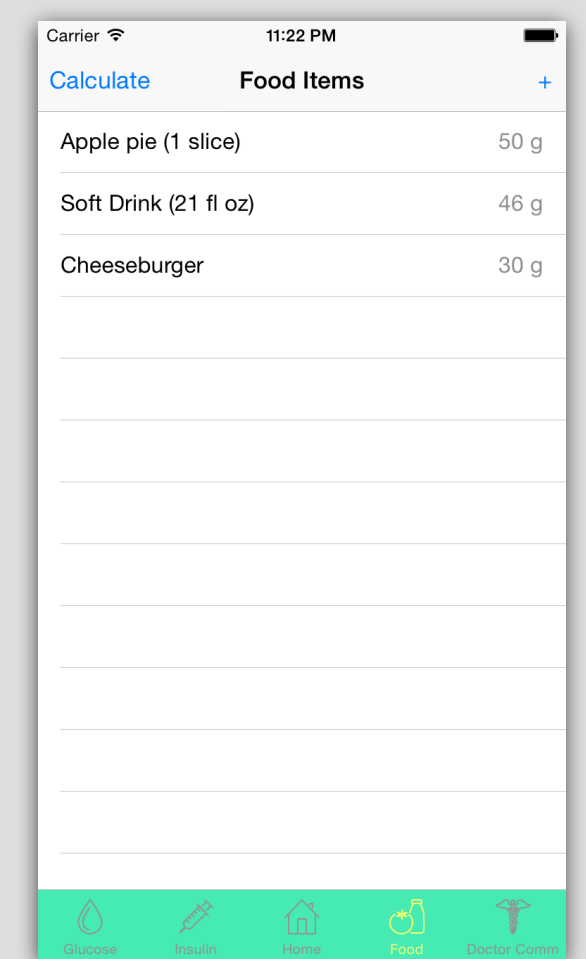 Carrier 11:22 PM
Calculate Food Items +
Apple pie (1 slice) 50 g
Soft Drink (21 fl oz) 46 g
Cheeseburger 30 g
Glucose Insulin Home Food Doctor Comm